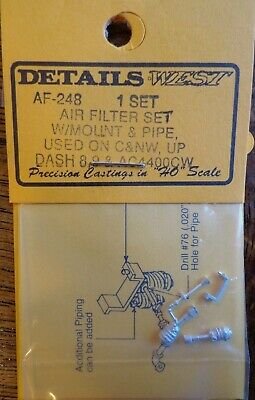 DETAILS WEST
AF-248 1 SET
AIR FILTER SET
W/MOUNT & PIPE,
USED ON C&NW, UP
DASH 8,9 & AC4400CW
Precision Castings in "HO" Scale
Drill #76 (.020")
Hole for Pipe
Additional Piping
can be added